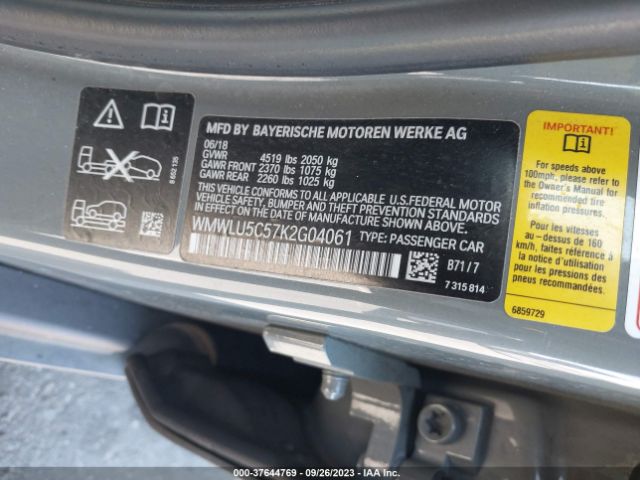 8 652 135
MFD BY BAYERISCHE MOTOREN WERKE AG
06/18
GVWR 4519 lbs 2050 kg
GAWR FRONT 2370 lbs 1075 kg
GAWR REAR 2260 lbs 1025 kg
THIS VEHICLE CONFORMS TO ALL APPLICABLE U.S.FEDERAL MOTOR
VEHICLE SAFETY, BUMPER AND THEFT PREVENTION STANDARDS IN EFFECT ON THE
DATE OF MANUFACTURE SHOWN ABOVE.
WMWLU5C57K2G04061 TYPE: PASSENGER CAR
B71 / 7
7 315 814
IMPORTANT!
For speeds above
100mph, please refer to
the Owner's Manual for
recommended tire
inflation pressures.
Pour les vitesses
au-dessus de 160
km/h, faites référence à
la notice d'utilisation
pour les pressions des
pneus recommandées.
6859729
000-37644769 - 09/26/2023 - IAA Inc.